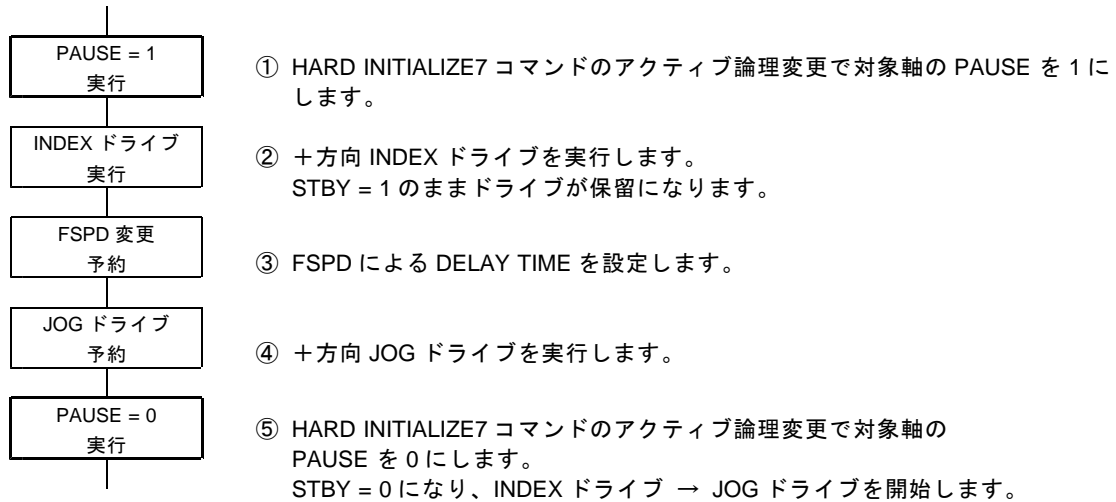 PAUSE = 1
実行
① HARD INITIALIZE7 コマンドのアクティブ論理変更で対象軸の PAUSE を 1 に
します。
INDEX ドライブ
実行
② +方向 INDEX ドライブを実行します。
STBY = 1 のままドライブが保留になります。
FSPD 変更
予約
③ FSPD による DELAY TIME を設定します。
JOG ドライブ
予約
④ +方向 JOG ドライブを実行します。
PAUSE = 0
実行
⑤ HARD INITIALIZE7 コマンドのアクティブ論理変更で対象軸の
PAUSE を 0 にします。
STBY = 0 になり、INDEX ドライブ → JOG ドライブを開始します。